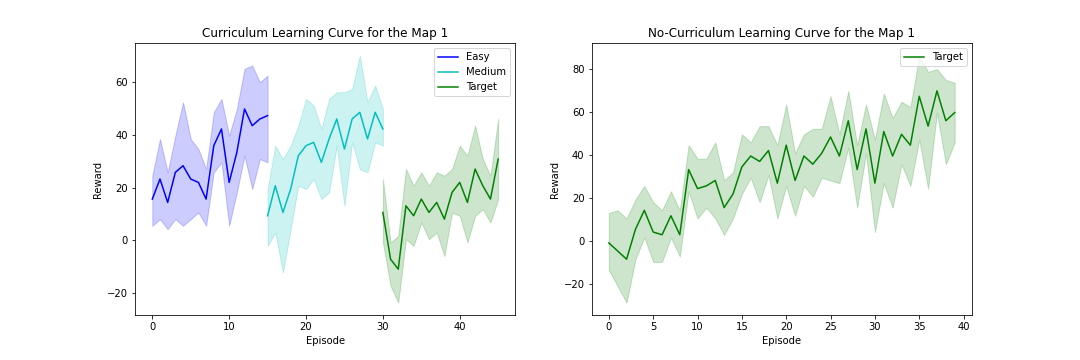 Curriculum Learning Curve for the Map 1
Reward
60
40
20
0
−20
Easy
Medium
Target
0
10
20
30
40
Episode
No-Curriculum Learning Curve for the Map 1
Reward
80
60
40
20
0
−20
Target
0
5
10
15
20
25
30
35
40
Episode